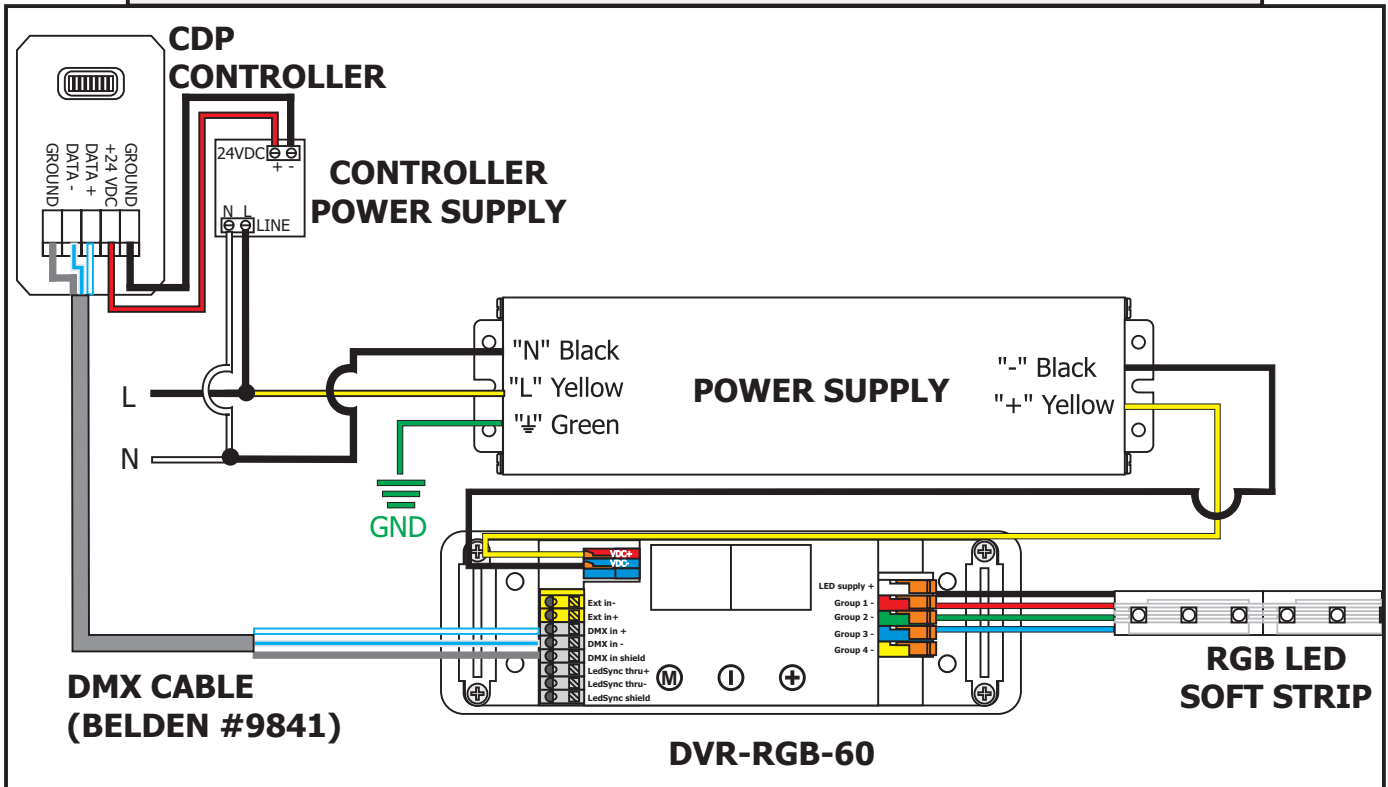 CDP
CONTROLLER
GROUND
DATA -
DATA +
+24 VDC
GROUND
24VDC
+ -
N L
LINE
CONTROLLER
POWER SUPPLY
"N" Black
"L" Yellow
"⏚" Green
POWER SUPPLY
"-" Black
"+" Yellow
L
N
GND
VDC+
VDC-
Ext in-
Ext in+
DMX in +
DMX in -
DMX in shield
LedSync thru+
LedSync thru-
LedSync shield
M
I
+
LED supply +
Group 1 -
Group 2 -
Group 3 -
Group 4 -
RGB LED
SOFT STRIP
DMX CABLE
(BELDEN #9841)
DVR-RGB-60